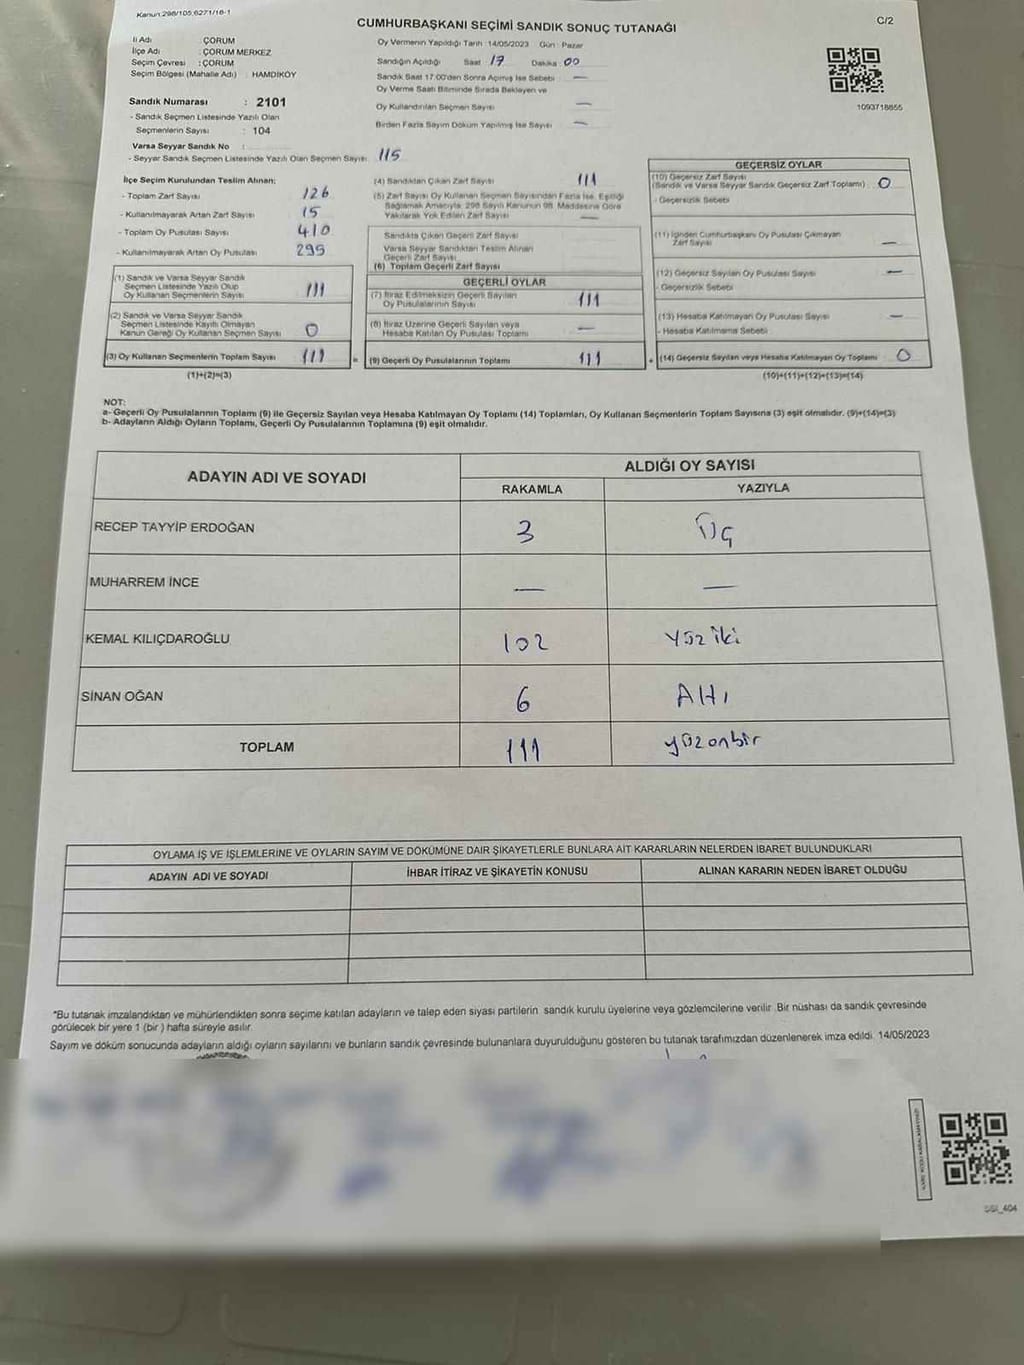 Kanun:298/105;6271/16-1
CUMHURBAŞKANI SEÇİMİ SANDIK SONUÇ TUTANAĞI
C/2
İli Adı : ÇORUM
İlçe Adı : ÇORUM MERKEZ
Seçim Çevresi : ÇORUM
Seçim Bölgesi (Mahalle Adı) : HAMDİKÖY
Sandık Numarası : 2101
- Sandık Seçmen Listesinde Yazılı Olan
Seçmenlerin Sayısı : 104
Varsa Seyyar Sandık No :
- Seyyar Sandık Seçmen Listesinde Yazılı Olan Seçmen Sayısı 115
Oy Vermenin Yapıldığı Tarih :14/05/2023 Gün : Pazar
Sandığın Açıldığı Saat 17 Dakika 00
Sandık Saat 17:00'den Sonra Açılmış İse Sebebi —
Oy Verme Saati Bitiminde Sırada Bekleyen ve
Oy Kullandırılan Seçmen Sayısı —
Birden Fazla Sayım Döküm Yapılmış İse Sayısı —
1093718855
İlçe Seçim Kurulundan Teslim Alınan:
- Toplam Zarf Sayısı 126
- Kullanılmayarak Artan Zarf Sayısı 15
- Toplam Oy Pusulası Sayısı 410
- Kullanılmayarak Artan Oy Pusulası 295
(1) Sandık ve Varsa Seyyar Sandık
Seçmen Listesinde Yazılı Olup
Oy Kullanan Seçmenlerin Sayısı 111
(2) Sandık ve Varsa Seyyar Sandık
Seçmen Listesinde Kayıtlı Olmayan
Kanun Gereği Oy Kullanan Seçmen Sayısı 0
(3) Oy Kullanan Seçmenlerin Toplam Sayısı 111
(1)+(2)=(3)
(4) Sandıktan Çıkan Zarf Sayısı 111
(5) Zarf Sayısı Oy Kullanan Seçmen Sayısından Fazla İse, Eşitliği
Sağlamak Amacıyla 298 Sayılı Kanunun 98. Maddesine Göre
Yakılarak Yok Edilen Zarf Sayısı —
Sandıkta Çıkan Geçerli Zarf Sayısı
Varsa Seyyar Sandıktan Teslim Alınan
Geçerli Zarf Sayısı
(6) Toplam Geçerli Zarf Sayısı
GEÇERLİ OYLAR
(7) İtiraz Edilmeksizin Geçerli Sayılan
Oy Pusulalarının Sayısı 111
(8) İtiraz Üzerine Geçerli Sayılan veya
Hesaba Katılan Oy Pusulası Toplamı —
= (9) Geçerli Oy Pusulalarının Toplamı 111
GEÇERSİZ OYLAR
(10) Geçersiz Zarf Sayısı
(Sandık ve Varsa Seyyar Sandık Geçersiz Zarf Toplamı) 0
- Geçersizlik Sebebi
(11) İçinden Cumhurbaşkanı Oy Pusulası Çıkmayan
Zarf Sayısı —
(12) Geçersiz Sayılan Oy Pusulası Sayısı —
- Geçersizlik Sebebi
(13) Hesaba Katılmayan Oy Pusulası Sayısı —
- Hesaba Katılmama Sebebi
+ (14) Geçersiz Sayılan veya Hesaba Katılmayan Oy Toplamı 0
(10)+(11)+(12)+(13)=(14)
NOT:
a- Geçerli Oy Pusulalarının Toplamı (9) ile Geçersiz Sayılan veya Hesaba Katılmayan Oy Toplamı (14) Toplamları, Oy Kullanan Seçmenlerin Toplam Sayısına (3) eşit olmalıdır. (9)+(14)=(3)
b- Adayların Aldığı Oyların Toplamı, Geçerli Oy Pusulalarının Toplamına (9) eşit olmalıdır.
ADAYIN ADI VE SOYADI
ALDIĞI OY SAYISI
RAKAMLA YAZIYLA
RECEP TAYYİP ERDOĞAN 3 Üç
MUHARREM İNCE — —
KEMAL KILIÇDAROĞLU 102 Yüz iki
SİNAN OĞAN 6 Altı
TOPLAM 111 yüzonbir
OYLAMA İŞ VE İŞLEMLERİNE VE OYLARIN SAYIM VE DÖKÜMÜNE DAİR ŞİKAYETLERLE BUNLARA AİT KARARLARIN NELERDEN İBARET BULUNDUKLARI
ADAYIN ADI VE SOYADI İHBAR İTİRAZ VE ŞİKAYETİN KONUSU ALINAN KARARIN NEDEN İBARET OLDUĞU
*Bu tutanak imzalandıktan ve mühürlendikten sonra seçime katılan adayların ve talep eden siyasi partilerin sandık kurulu üyelerine veya gözlemcilerine verilir. Bir nüshası da sandık çevresinde
görülecek bir yere 1 (bir ) hafta süreyle asılır.
Sayım ve döküm sonucunda adayların aldığı oyların sayılarını ve bunların sandık çevresinde bulunanlara duyurulduğunu gösteren bu tutanak tarafımızdan düzenlenerek imza edildi. 14/05/2023